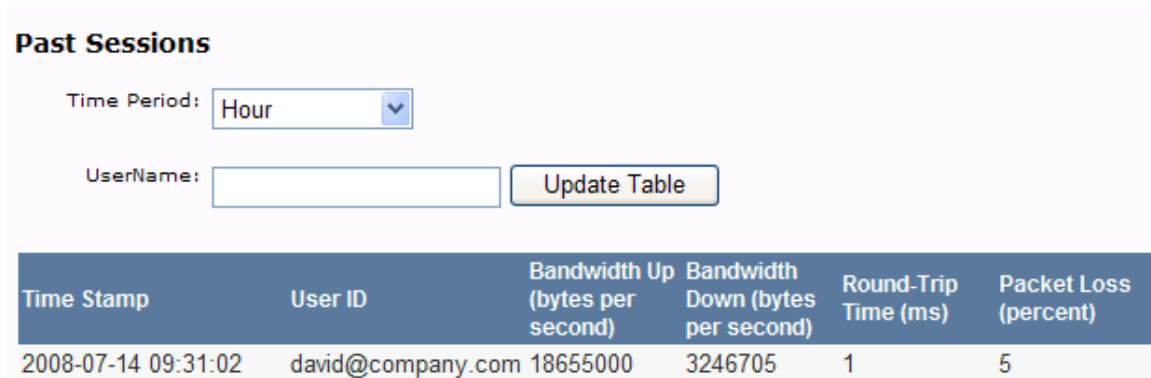 Past Sessions
Time Period: Hour
UserName: Update Table
Time Stamp User ID Bandwidth Up (bytes per second) Bandwidth Down (bytes per second) Round-Trip Time (ms) Packet Loss (percent)
2008-07-14 09:31:02 david@company.com 18655000 3246705 1 5